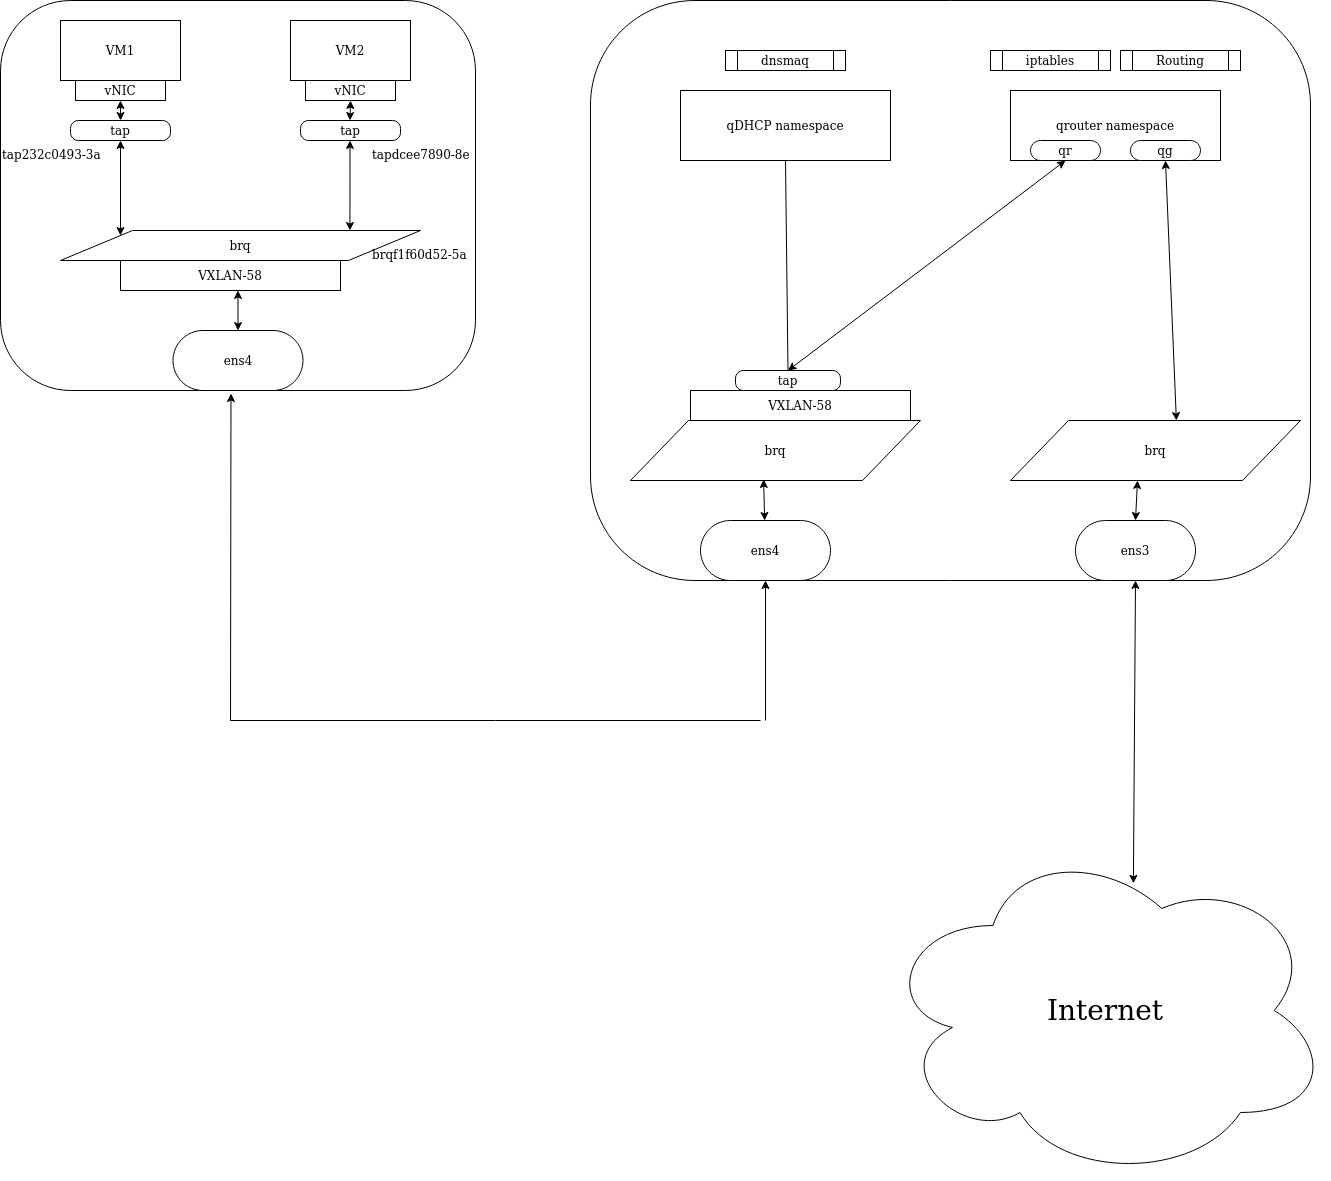 VM1
VM2
vNIC
vNIC
tap
tap
tap232c0493-3a
tapdcee7890-8e
brq
brqf1f60d52-5a
VXLAN-58
ens4
dnsmaq
iptables
Routing
qDHCP namespace
qrouter namespace
qr
qg
tap
VXLAN-58
brq
brq
ens4
ens3
Internet